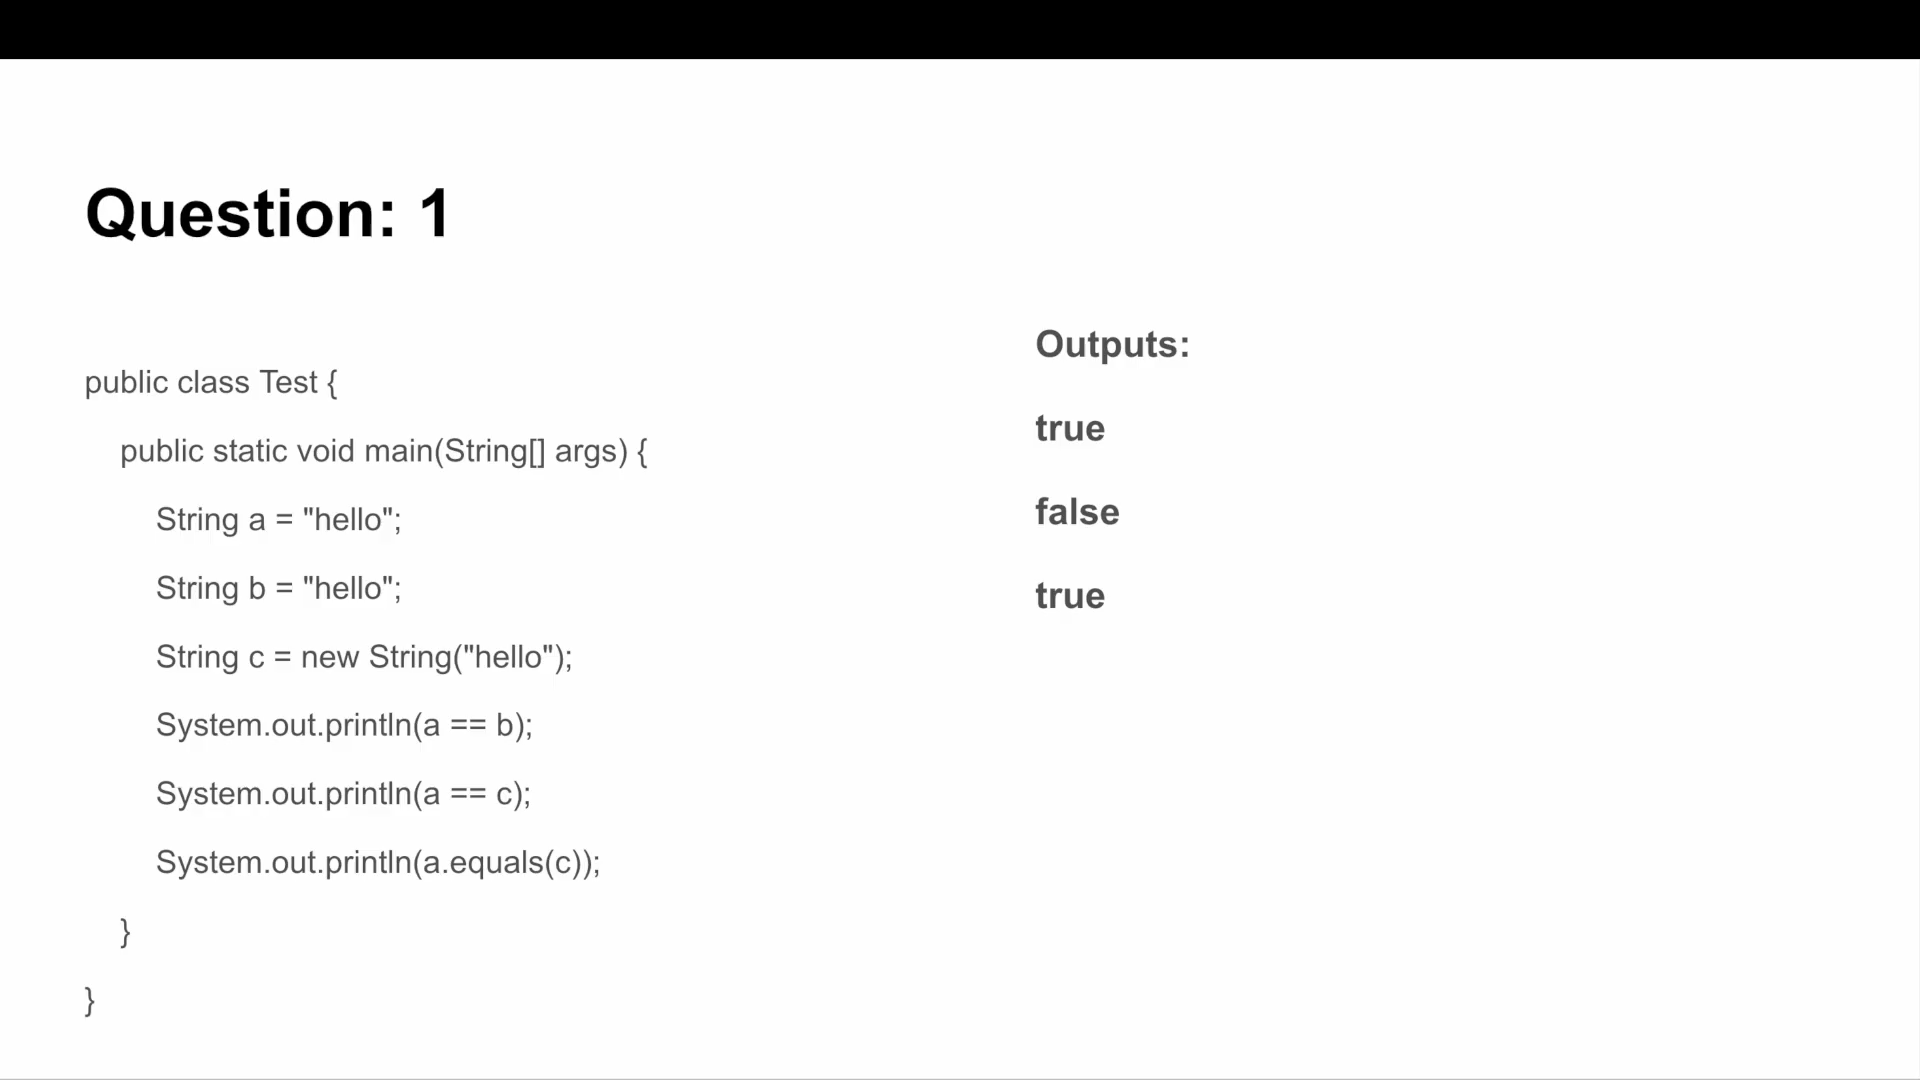 Question: 1
public class Test {
public static void main(String[] args) {
String a = "hello";
String b = "hello";
String c = new String("hello");
System.out.println(a == b);
System.out.println(a == c);
System.out.println(a.equals(c));
}
}
Outputs:
true
false
true